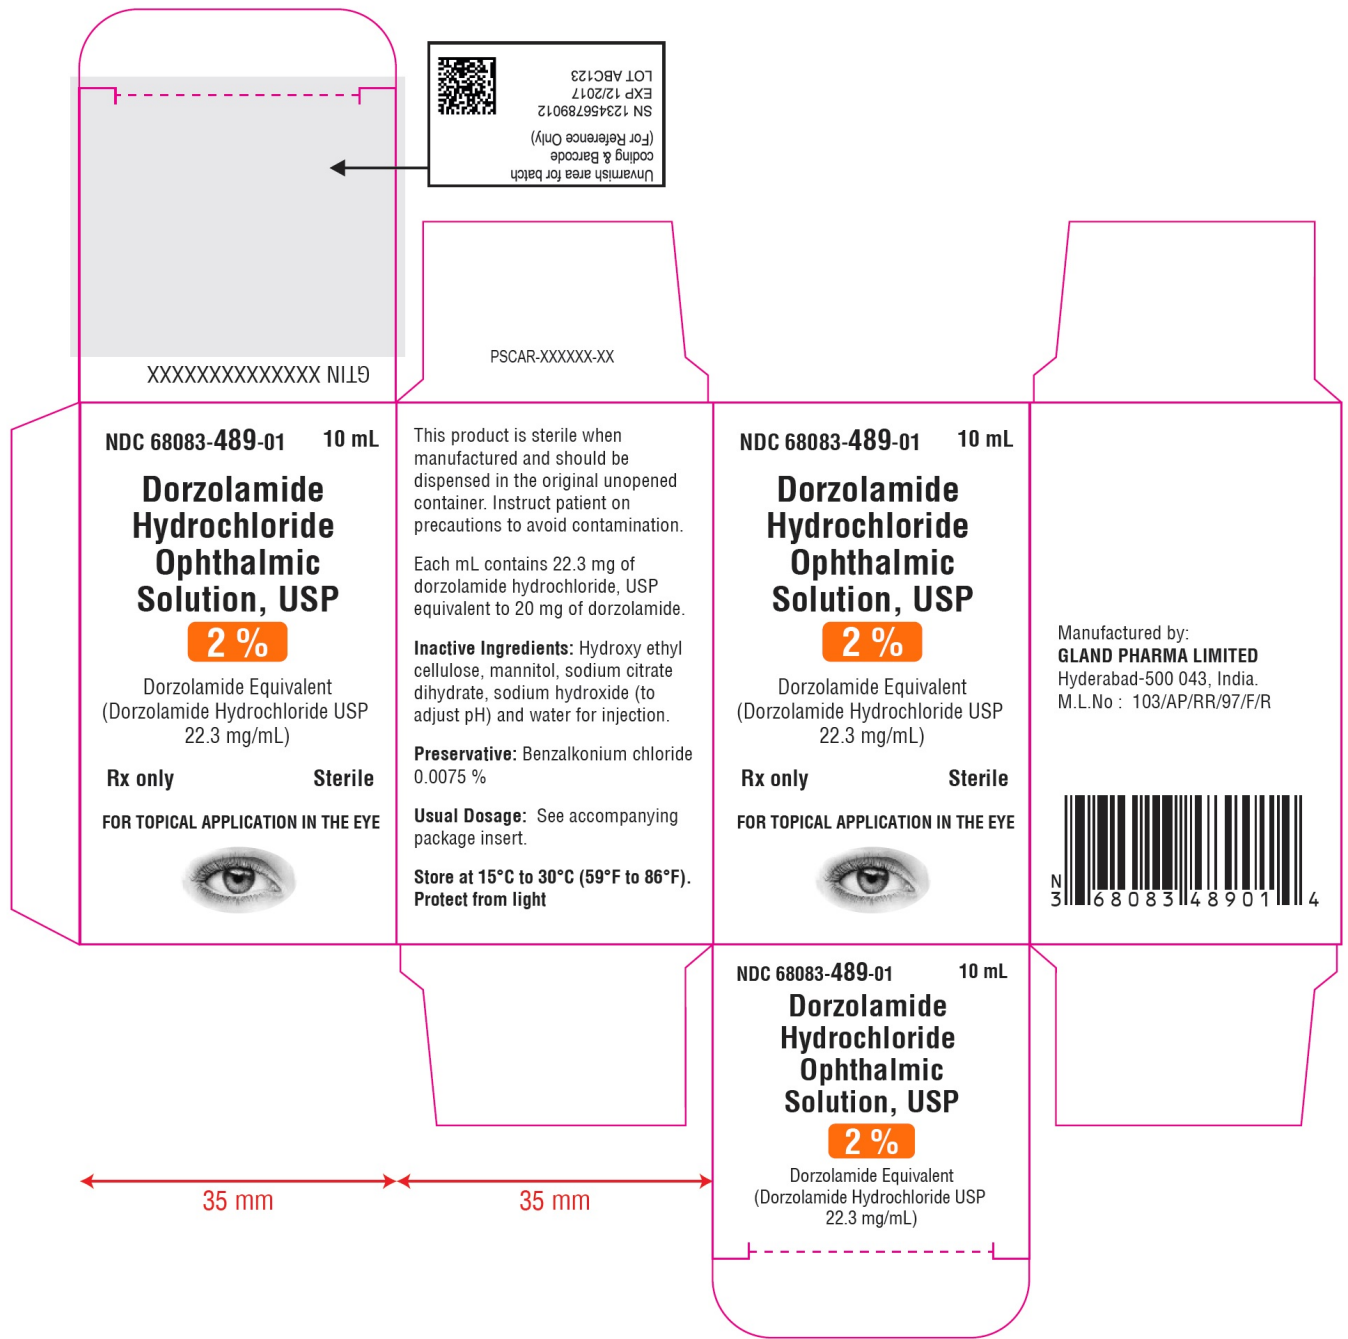 Unvarnish area for batch
coding & Barcode
(For Reference Only)
SN 123456789012
EXP 12/2017
LOT ABC123
GTIN XXXXXXXXXXXXXX
PSCAR-XXXXXX-XX
NDC 68083-489-01 10 mL
Dorzolamide
Hydrochloride
Ophthalmic
Solution, USP
2 %
Dorzolamide Equivalent
(Dorzolamide Hydrochloride USP
22.3 mg/mL)
Rx only Sterile
FOR TOPICAL APPLICATION IN THE EYE
This product is sterile when
manufactured and should be
dispensed in the original unopened
container. Instruct patient on
precautions to avoid contamination.
Each mL contains 22.3 mg of
dorzolamide hydrochloride, USP
equivalent to 20 mg of dorzolamide.
Inactive Ingredients: Hydroxy ethyl
cellulose, mannitol, sodium citrate
dihydrate, sodium hydroxide (to
adjust pH) and water for injection.
Preservative: Benzalkonium chloride
0.0075 %
Usual Dosage: See accompanying
package insert.
Store at 15°C to 30°C (59°F to 86°F).
Protect from light
NDC 68083-489-01 10 mL
Dorzolamide
Hydrochloride
Ophthalmic
Solution, USP
2 %
Dorzolamide Equivalent
(Dorzolamide Hydrochloride USP
22.3 mg/mL)
Rx only Sterile
FOR TOPICAL APPLICATION IN THE EYE
Manufactured by:
GLAND PHARMA LIMITED
Hyderabad-500 043, India.
M.L.No : 103/AP/RR/97/F/R
N
3 68083 48901 4
NDC 68083-489-01 10 mL
Dorzolamide
Hydrochloride
Ophthalmic
Solution, USP
2 %
Dorzolamide Equivalent
(Dorzolamide Hydrochloride USP
22.3 mg/mL)
35 mm 35 mm